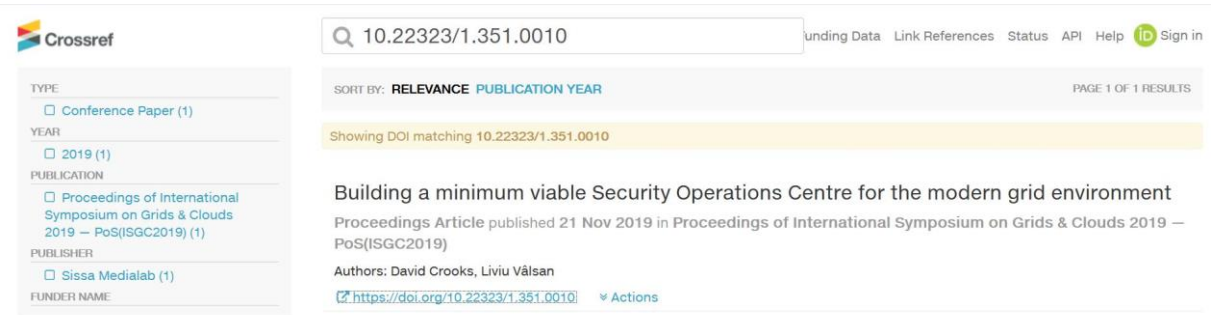 Crossref
10.22323/1.351.0010
unding Data Link References Status API Help iD Sign in
TYPE
Conference Paper (1)
YEAR
2019 (1)
PUBLICATION
Proceedings of International
Symposium on Grids & Clouds
2019 — PoS(ISGC2019) (1)
PUBLISHER
Sissa Medialab (1)
FUNDER NAME
SORT BY: RELEVANCE PUBLICATION YEAR
PAGE 1 OF 1 RESULTS
Showing DOI matching 10.22323/1.351.0010
Building a minimum viable Security Operations Centre for the modern grid environment
Proceedings Article published 21 Nov 2019 in Proceedings of International Symposium on Grids & Clouds 2019 —
PoS(ISGC2019)
Authors: David Crooks, Liviu Vâlsan
https://doi.org/10.22323/1.351.0010 Actions